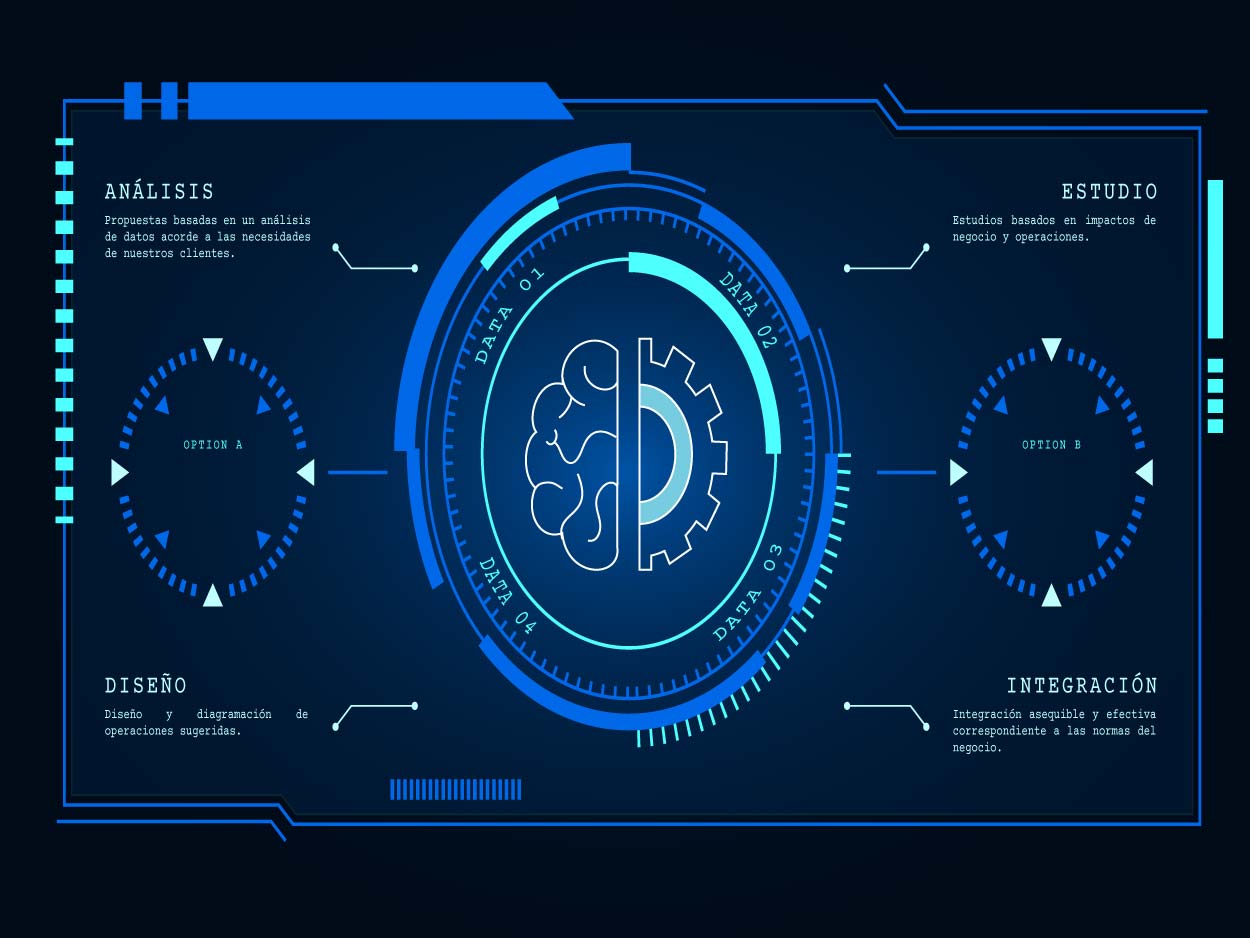 ANÁLISIS
Propuestas basadas en un análisis
de datos acorde a las necesidades
de nuestros clientes.
ESTUDIO
Estudios basados en impactos de
negocio y operaciones.
DATA 01
DATA 02
OPTION A
OPTION B
DATA 04
DATA 03
DISEÑO
Diseño y diagramación de
operaciones sugeridas.
INTEGRACIÓN
Integración asequible y efectiva
correspondiente a las normas del
negocio.